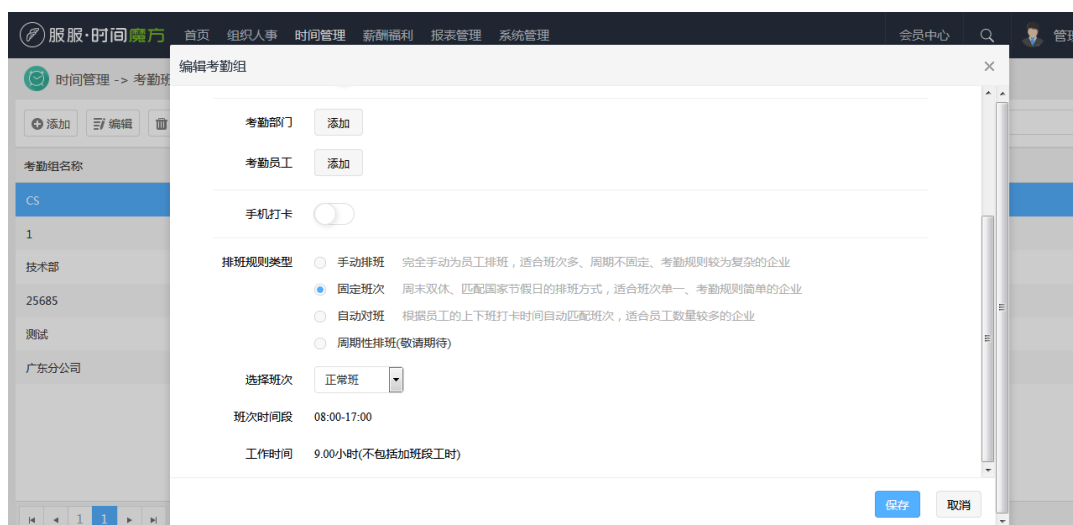 服服·时间魔方 首页 组织人事 时间管理 薪酬福利 报表管理 系统管理 会员中心
编辑考勤组
时间管理 -> 考勤班
添加 编辑
考勤部门 添加
考勤员工 添加
考勤组名称
CS
手机打卡
1
排班规则类型 手动排班 完全手动为员工排班，适合班次多、周期不固定、考勤规则较为复杂的企业
技术部
固定班次 周末双休、匹配国家节假日的排班方式，适合班次单一、考勤规则简单的企业
25685
自动对班 根据员工的上下班打卡时间自动匹配班次，适合员工数量较多的企业
测试
周期性排班(敬请期待)
广东分公司
选择班次 正常班
班次时间段 08:00-17:00
工作时间 9.00小时(不包括加班段工时)
保存 取消
1 1